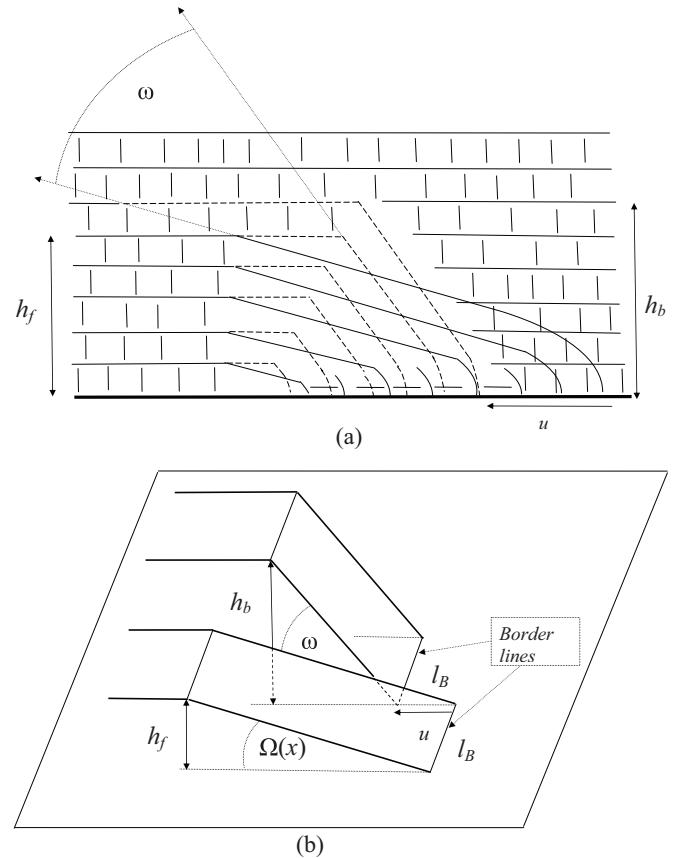 ω
h_f
h_b
u
(a)
h_b
ω
Border
lines
l_B
u
h_f
Ω(x)
l_B
(b)